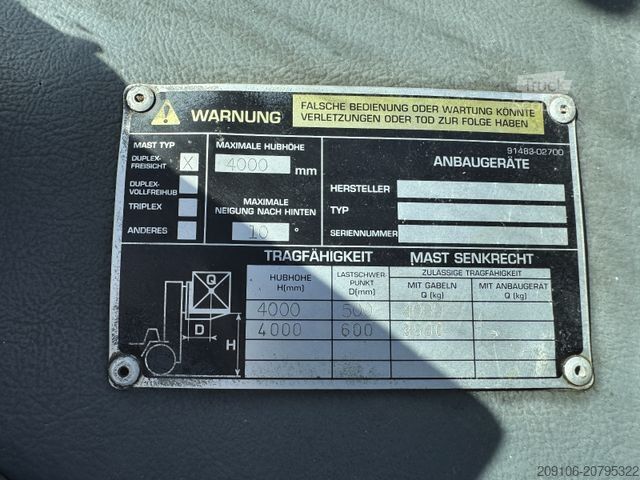 WARNUNG
FALSCHE BEDIENUNG ODER WARTUNG KÖNNTE
VERLETZUNGEN ODER TOD ZUR FOLGE HABEN
91483-02700
MAST TYP
DUPLEX-
FREISICHT X
DUPLEX-
VOLLFREIHUB
TRIPLEX
ANDERES
MAXIMALE HUBHÖHE
4000 mm
MAXIMALE
NEIGUNG NACH HINTEN
10 °
ANBAUGERÄTE
HERSTELLER
TYP
SERIENNUMMER
TRAGFÄHIGKEIT MAST SENKRECHT
HUBHÖHE
H(mm)
LASTSCHWER-
PUNKT
D(mm)
ZULÄSSIGE TRAGFÄHIGKEIT
MIT GABELN
Q (kg)
MIT ANBAUGERÄT
Q (kg)
4000 500
4000 600
Q
D
H
209106-20795322